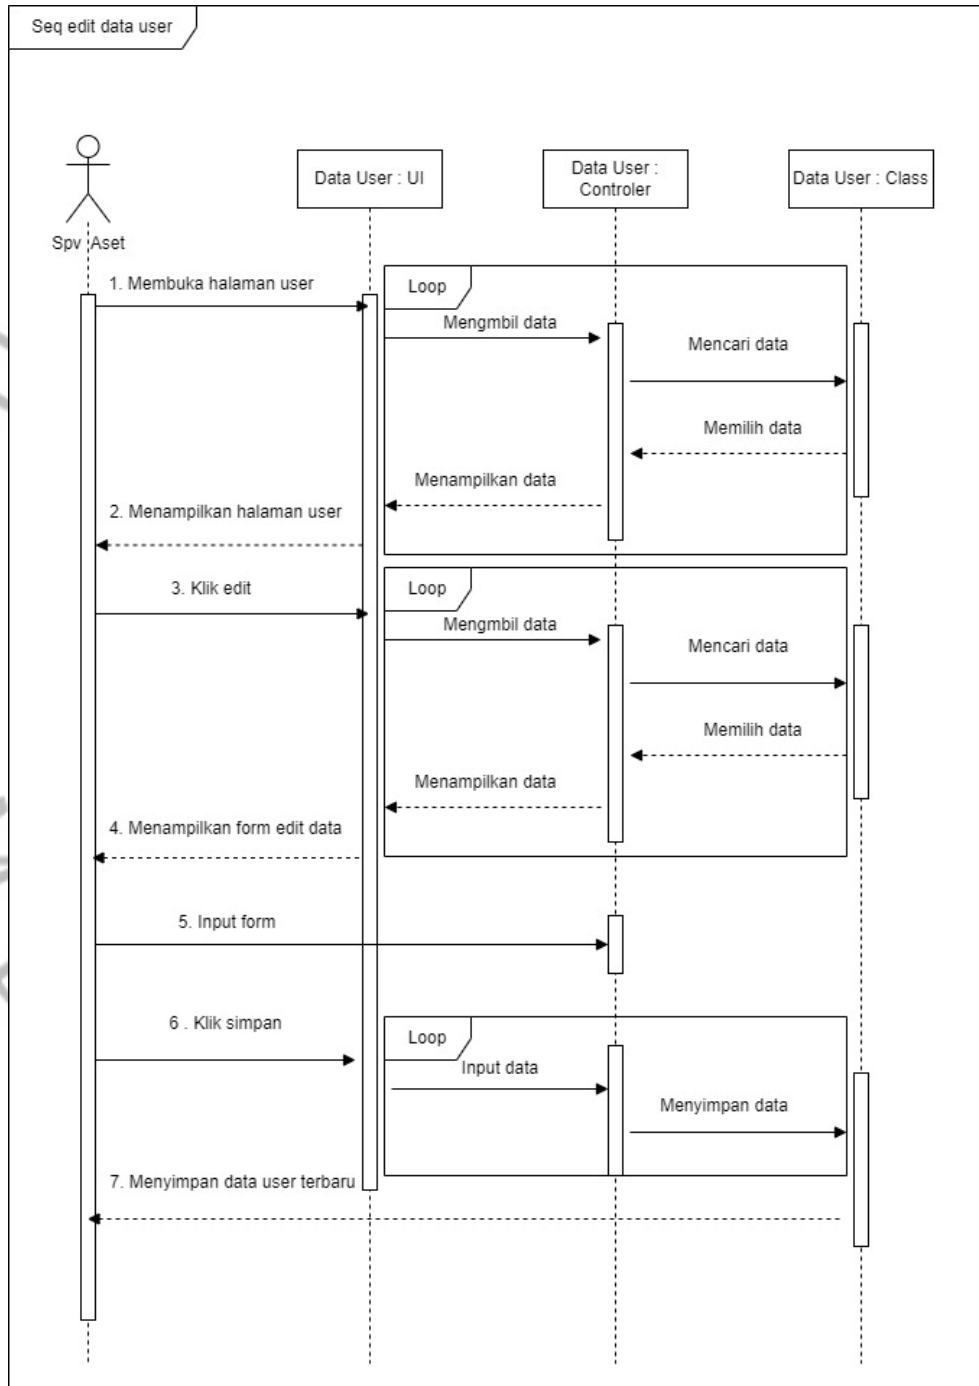 Seq edit data user
Spv Aset
Data User : UI
Data User :
Controler
Data User : Class
1. Membuka halaman user
Loop
Mengmbil data
Mencari data
Memilih data
Menampilkan data
2. Menampilkan halaman user
3. Klik edit
Loop
Mengmbil data
Mencari data
Memilih data
Menampilkan data
4. Menampilkan form edit data
5. Input form
6 . Klik simpan
Loop
Input data
Menyimpan data
7. Menyimpan data user terbaru